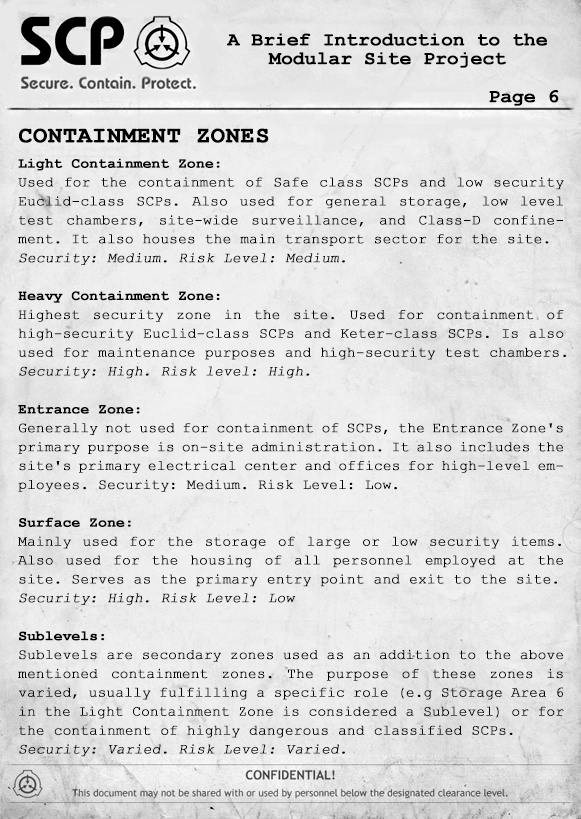 SCP
Secure. Contain. Protect.
A Brief Introduction to the
Modular Site Project
Page 6
CONTAINMENT ZONES
Light Containment Zone:
Used for the containment of Safe class SCPs and low security
Euclid-class SCPs. Also used for general storage, low level
test chambers, site-wide surveillance, and Class-D confine-
ment. It also houses the main transport sector for the site.
Security: Medium. Risk Level: Medium.
Heavy Containment Zone:
Highest security zone in the site. Used for containment of
high-security Euclid-class SCPs and Keter-class SCPs. Is also
used for maintenance purposes and high-security test chambers.
Security: High. Risk level: High.
Entrance Zone:
Generally not used for containment of SCPs, the Entrance Zone's
primary purpose is on-site administration. It also includes the
site's primary electrical center and offices for high-level em-
ployees. Security: Medium. Risk Level: Low.
Surface Zone:
Mainly used for the storage of large or low security items.
Also used for the housing of all personnel employed at the
site. Serves as the primary entry point and exit to the site.
Security: High. Risk Level: Low
Sublevels:
Sublevels are secondary zones used as an addition to the above
mentioned containment zones. The purpose of these zones is
varied, usually fulfilling a specific role (e.g Storage Area 6
in the Light Containment Zone is considered a Sublevel) or for
the containment of highly dangerous and classified SCPs.
Security: Varied. Risk Level: Varied.
CONFIDENTIAL!
This document may not be shared with or used by personnel below the designated clearance level.